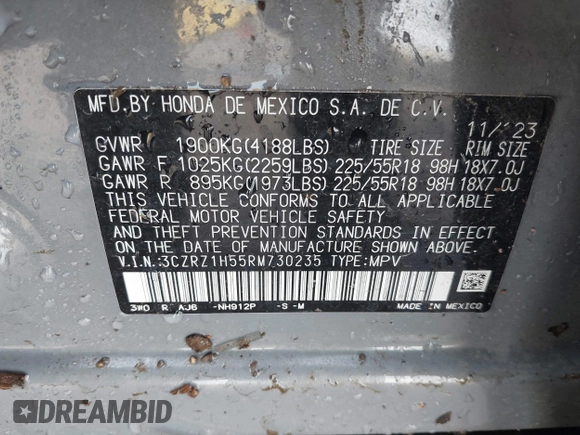 MFD.BY HONDA DE MEXICO S.A. DE C.V.
11/'23
GVWR 1900KG(4188LBS) TIRE SIZE RIM SIZE
GAWR F 1025KG(2259LBS) 225/55R18 98H 18X7.0J
GAWR R 895KG(1973LBS) 225/55R18 98H 18X7.0J
THIS VEHICLE CONFORMS TO ALL APPLICABLE
FEDERAL MOTOR VEHICLE SAFETY
AND THEFT PREVENTION STANDARDS IN EFFECT
ON THE DATE OF MANUFACTURE SHOWN ABOVE.
V.I.N.:3CZRZ1H55RM730235 TYPE:MPV
3W0 R AJ6 -NH912P -S -M MADE IN MEXICO
DREAMBID